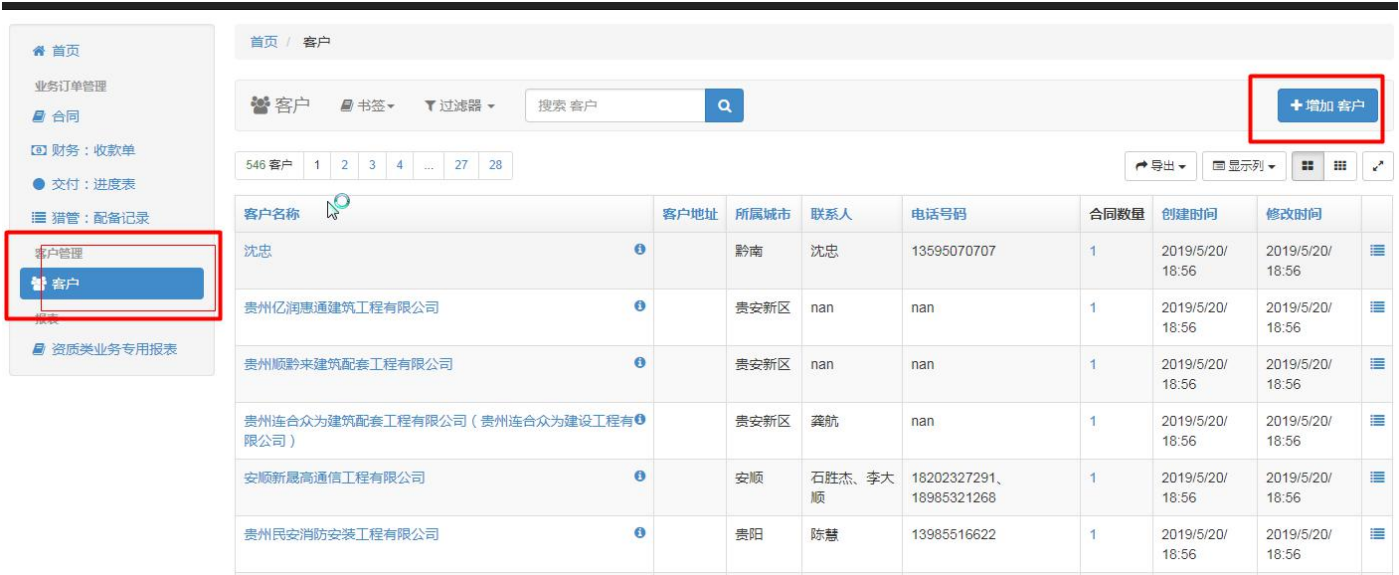 首页
业务订单管理
合同
财务：收款单
交付：进度表
猎管：配备记录
客户管理
客户
报表
资质类业务专用报表
首页 / 客户
客户 书签 过滤器 搜索 客户 增加 客户
546 客户 1 2 3 4 ... 27 28 导出 显示列
客户名称 客户地址 所属城市 联系人 电话号码 合同数量 创建时间 修改时间
沈忠 黔南 沈忠 13595070707 1 2019/5/20/ 2019/5/20/
18:56 18:56
贵州亿润惠通建筑工程有限公司 贵安新区 nan nan 1 2019/5/20/ 2019/5/20/
18:56 18:56
贵州顺黔来建筑配套工程有限公司 贵安新区 nan nan 1 2019/5/20/ 2019/5/20/
18:56 18:56
贵州连合众为建筑配套工程有限公司（贵州连合众为建设工程有 贵安新区 龚航 nan 1 2019/5/20/ 2019/5/20/
限公司） 18:56 18:56
安顺新晟高通信工程有限公司 安顺 石胜杰、李大 18202327291、 1 2019/5/20/ 2019/5/20/
顺 18985321268 18:56 18:56
贵州民安消防安装工程有限公司 贵阳 陈慧 13985516622 1 2019/5/20/ 2019/5/20/
18:56 18:56